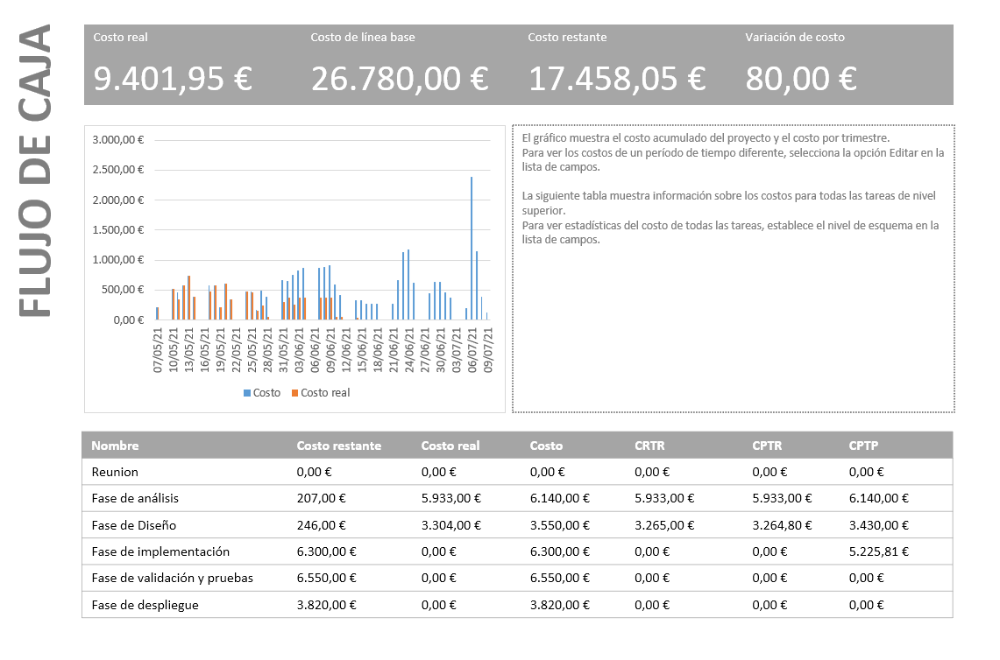 FLUJO DE CAJA
Costo real Costo de línea base Costo restante Variación de costo
9.401,95 € 26.780,00 € 17.458,05 € 80,00 €
3.000,00 €
2.500,00 €
2.000,00 €
1.500,00 €
1.000,00 €
500,00 €
0,00 €
07/05/21
10/05/21
13/05/21
16/05/21
19/05/21
22/05/21
25/05/21
28/05/21
31/05/21
03/06/21
06/06/21
09/06/21
12/06/21
15/06/21
18/06/21
21/06/21
24/06/21
27/06/21
30/06/21
03/07/21
06/07/21
09/07/21
Costo Costo real
El gráfico muestra el costo acumulado del proyecto y el costo por trimestre.
Para ver los costos de un período de tiempo diferente, selecciona la opción Editar en la
lista de campos.
La siguiente tabla muestra información sobre los costos para todas las tareas de nivel
superior.
Para ver estadísticas del costo de todas las tareas, establece el nivel de esquema en la
lista de campos.
Nombre Costo restante Costo real Costo CRTR CPTR CPTP
Reunion 0,00 € 0,00 € 0,00 € 0,00 € 0,00 € 0,00 €
Fase de análisis 207,00 € 5.933,00 € 6.140,00 € 5.933,00 € 5.933,00 € 6.140,00 €
Fase de Diseño 246,00 € 3.304,00 € 3.550,00 € 3.265,00 € 3.264,80 € 3.430,00 €
Fase de implementación 6.300,00 € 0,00 € 6.300,00 € 0,00 € 0,00 € 5.225,81 €
Fase de validación y pruebas 6.550,00 € 0,00 € 6.550,00 € 0,00 € 0,00 € 0,00 €
Fase de despliegue 3.820,00 € 0,00 € 3.820,00 € 0,00 € 0,00 € 0,00 €